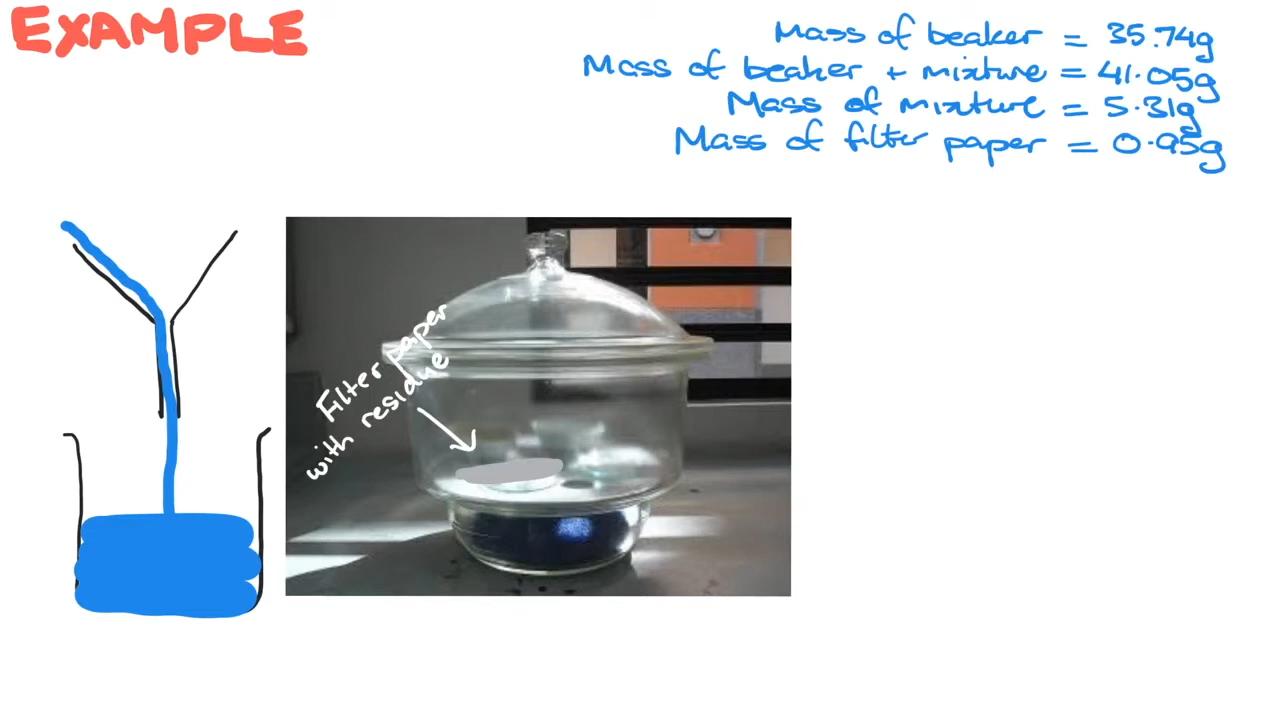 EXAMPLE
Mass of beaker = 35.74g
Mass of beaker + mixture = 41.05g
Mass of mixture = 5.31g
Mass of filter paper = 0.95g
Filter paper
with residue